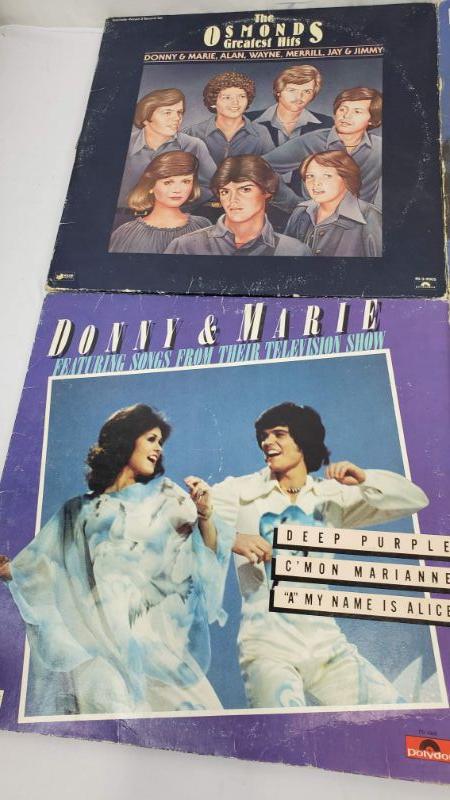 The
OSMONDS
Greatest Hits
DONNY & MARIE, ALAN, WAYNE, MERRILL, JAY & JIMMY
DONNY & MARIE
FEATURING SONGS FROM THEIR TELEVISION SHOW
DEEP PURPLE
C'MON MARIANNE
"A" MY NAME IS ALICE
polydor